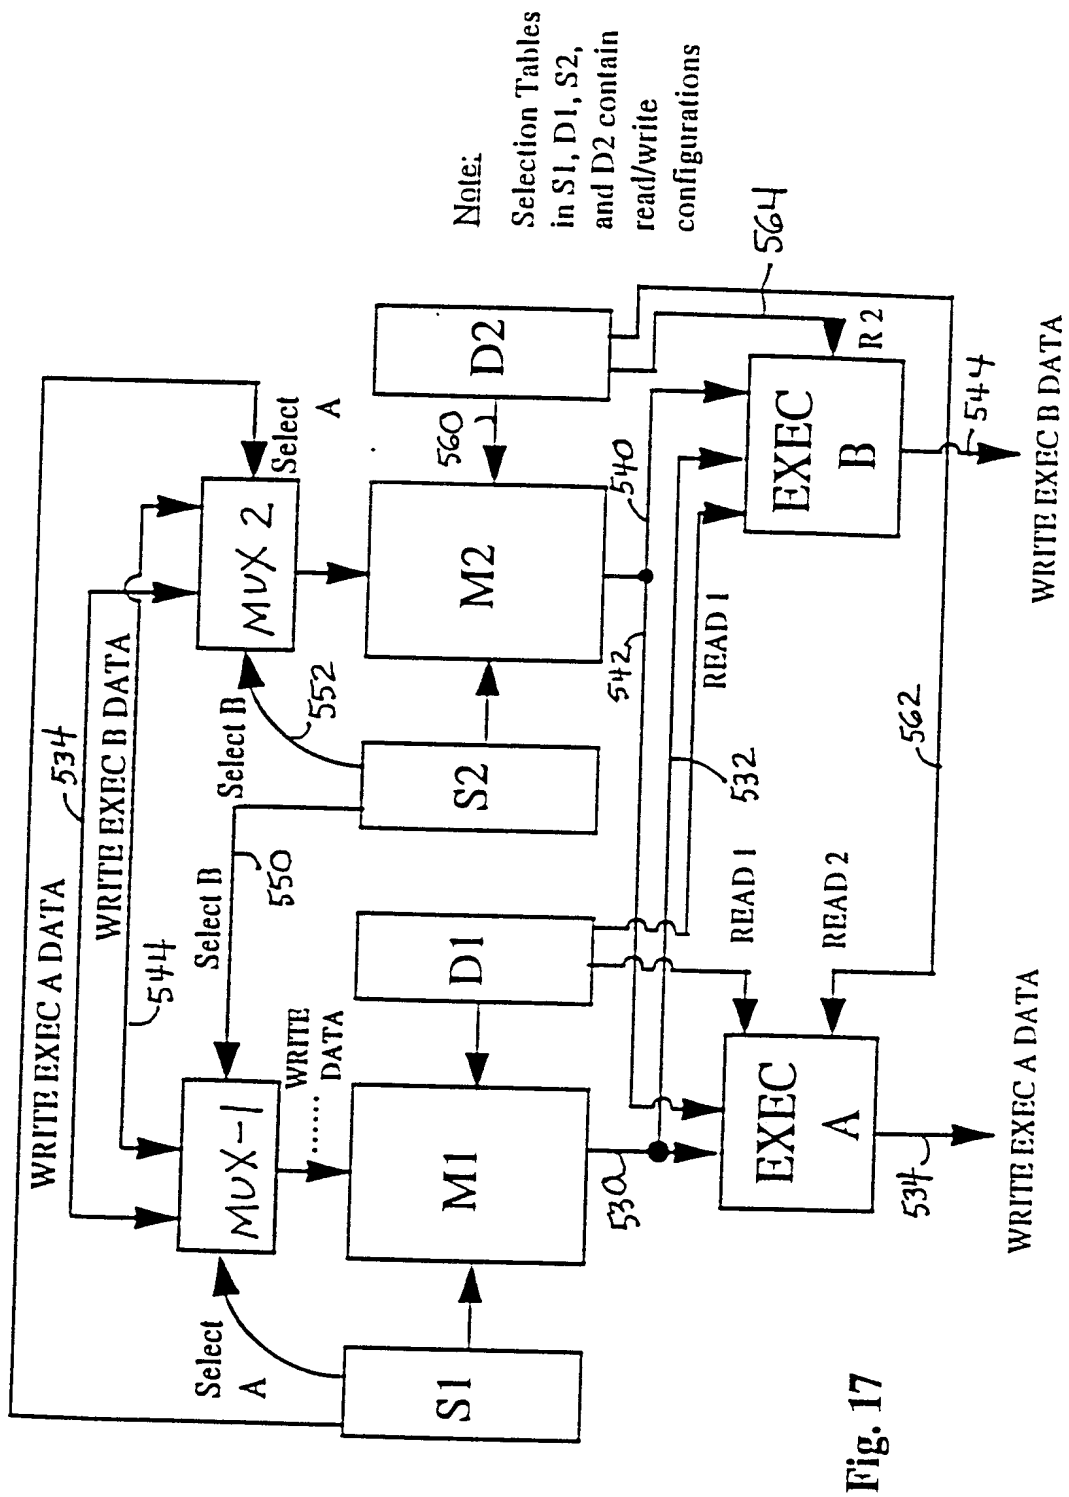 WRITE EXEC A DATA
534
WRITE EXEC B DATA
544
Select
A
Select B
550
Select B
552
Select
A
MUX-1
MUX 2
WRITE
DATA
S1
M1
D1
S2
M2
560
D2
530
542
540
532
READ 1
READ 1
READ 2
562
564
R 2
EXEC
A
EXEC
B
534
WRITE EXEC A DATA
544
WRITE EXEC B DATA
Note:
Selection Tables
in S1, D1, S2,
and D2 contain
read/write
configurations
Fig. 17